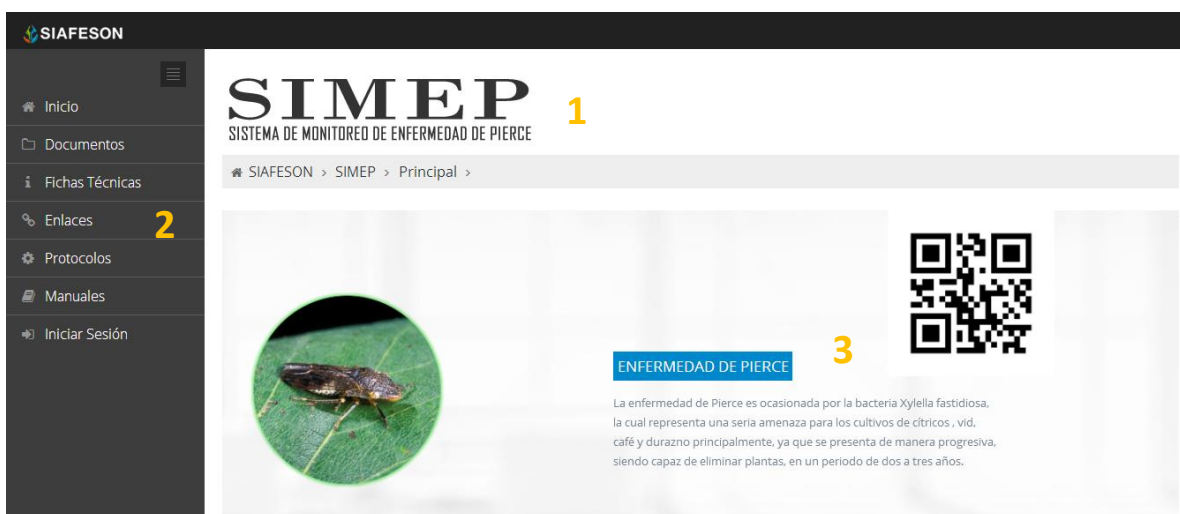 SIAFESON
Inicio
Documentos
Fichas Técnicas
Enlaces
2
Protocolos
Manuales
Iniciar Sesión
SIMEP
1
SISTEMA DE MONITOREO DE ENFERMEDAD DE PIERCE
SIAFESON > SIMEP > Principal >
3
ENFERMEDAD DE PIERCE
La enfermedad de Pierce es ocasionada por la bacteria Xylella fastidiosa,
la cual representa una seria amenaza para los cultivos de cítricos , vid,
café y durazno principalmente, ya que se presenta de manera progresiva,
siendo capaz de eliminar plantas, en un periodo de dos a tres años.